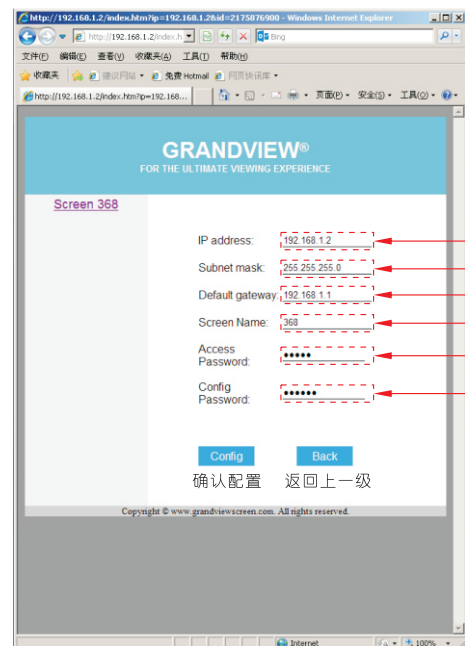 http://192.168.1.2/index.htm?ip=192.168.1.2&id=2175876900 - Windows Internet Explorer
http://192.168.1.2/index.h
Bing
文件(F) 编辑(E) 查看(V) 收藏夹(A) 工具(T) 帮助(H)
收藏夹 建议网站 免费 Hotmail 网页快讯库
http://192.168.1.2/index.htm?ip=192.168... 页面(P) 安全(S) 工具(O)
GRANDVIEW®
FOR THE ULTIMATE VIEWING EXPERIENCE
Screen 368
IP address: 192.168.1.2
Subnet mask: 255.255.255.0
Default gateway: 192.168.1.1
Screen Name: 368
Access
Password: •••••
Config
Password: ••••••
Config Back
确认配置 返回上一级
Copyright © www.grandviewscreen.com. All rights reserved.
Internet 100%